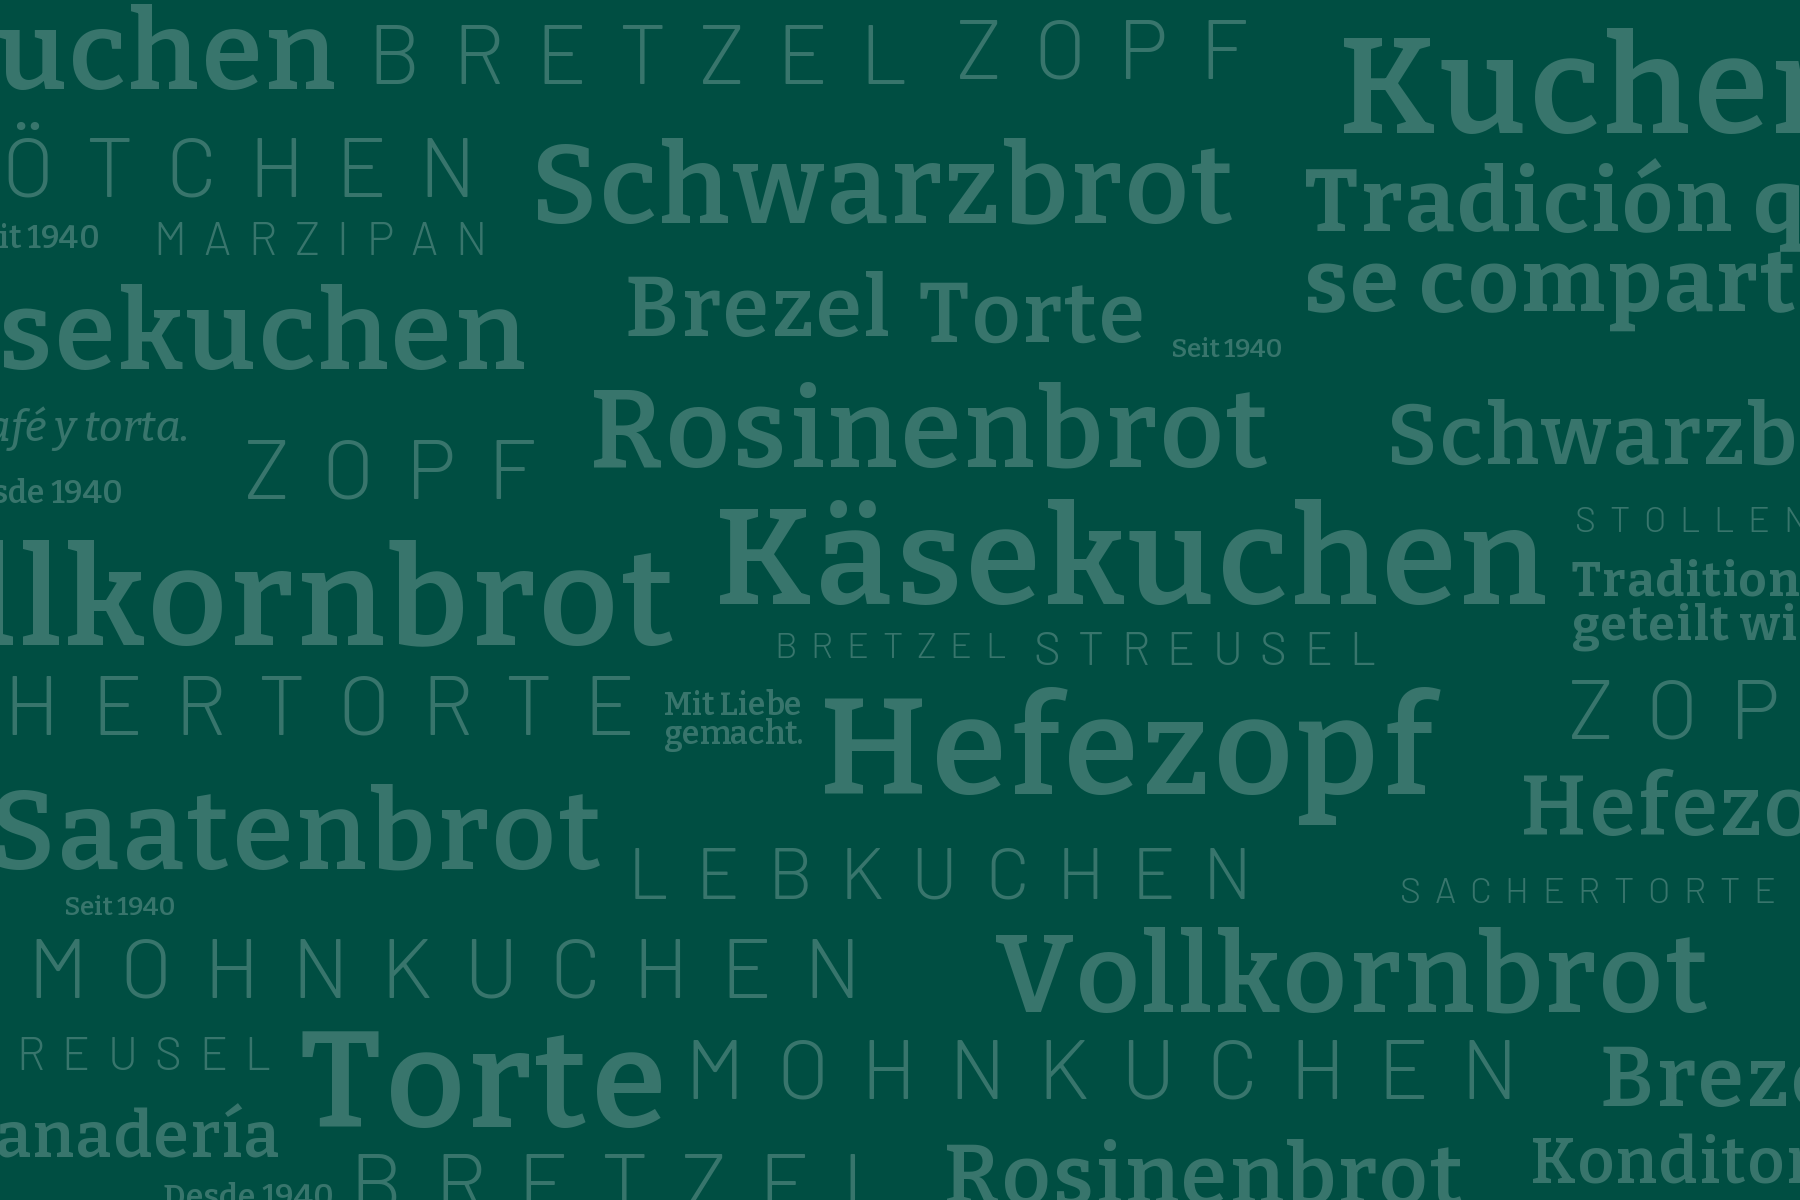 uchen BRETZEL ZOPF Kuchen
ÖTCHEN Schwarzbrot Tradición q
it 1940 MARZIPAN
se compart
sekuchen Brezel Torte Seit 1940
afé y torta. ZOPF Rosinenbrot Schwarzb
sde 1940
llkornbrot Käsekuchen STOLLEN
Tradition
geteilt wi
BRETZEL STREUSEL
HERTORTE Mit Liebe
gemacht. Hefezopf ZOP
Saatenbrot Hefezo
Seit 1940 LEBKUCHEN SACHERTORTE
MOHNKUCHEN Vollkornbrot
REUSEL Torte MOHNKUCHEN Breze
anadería
Desde 1940 BRETZEL Rosinenbrot Konditor